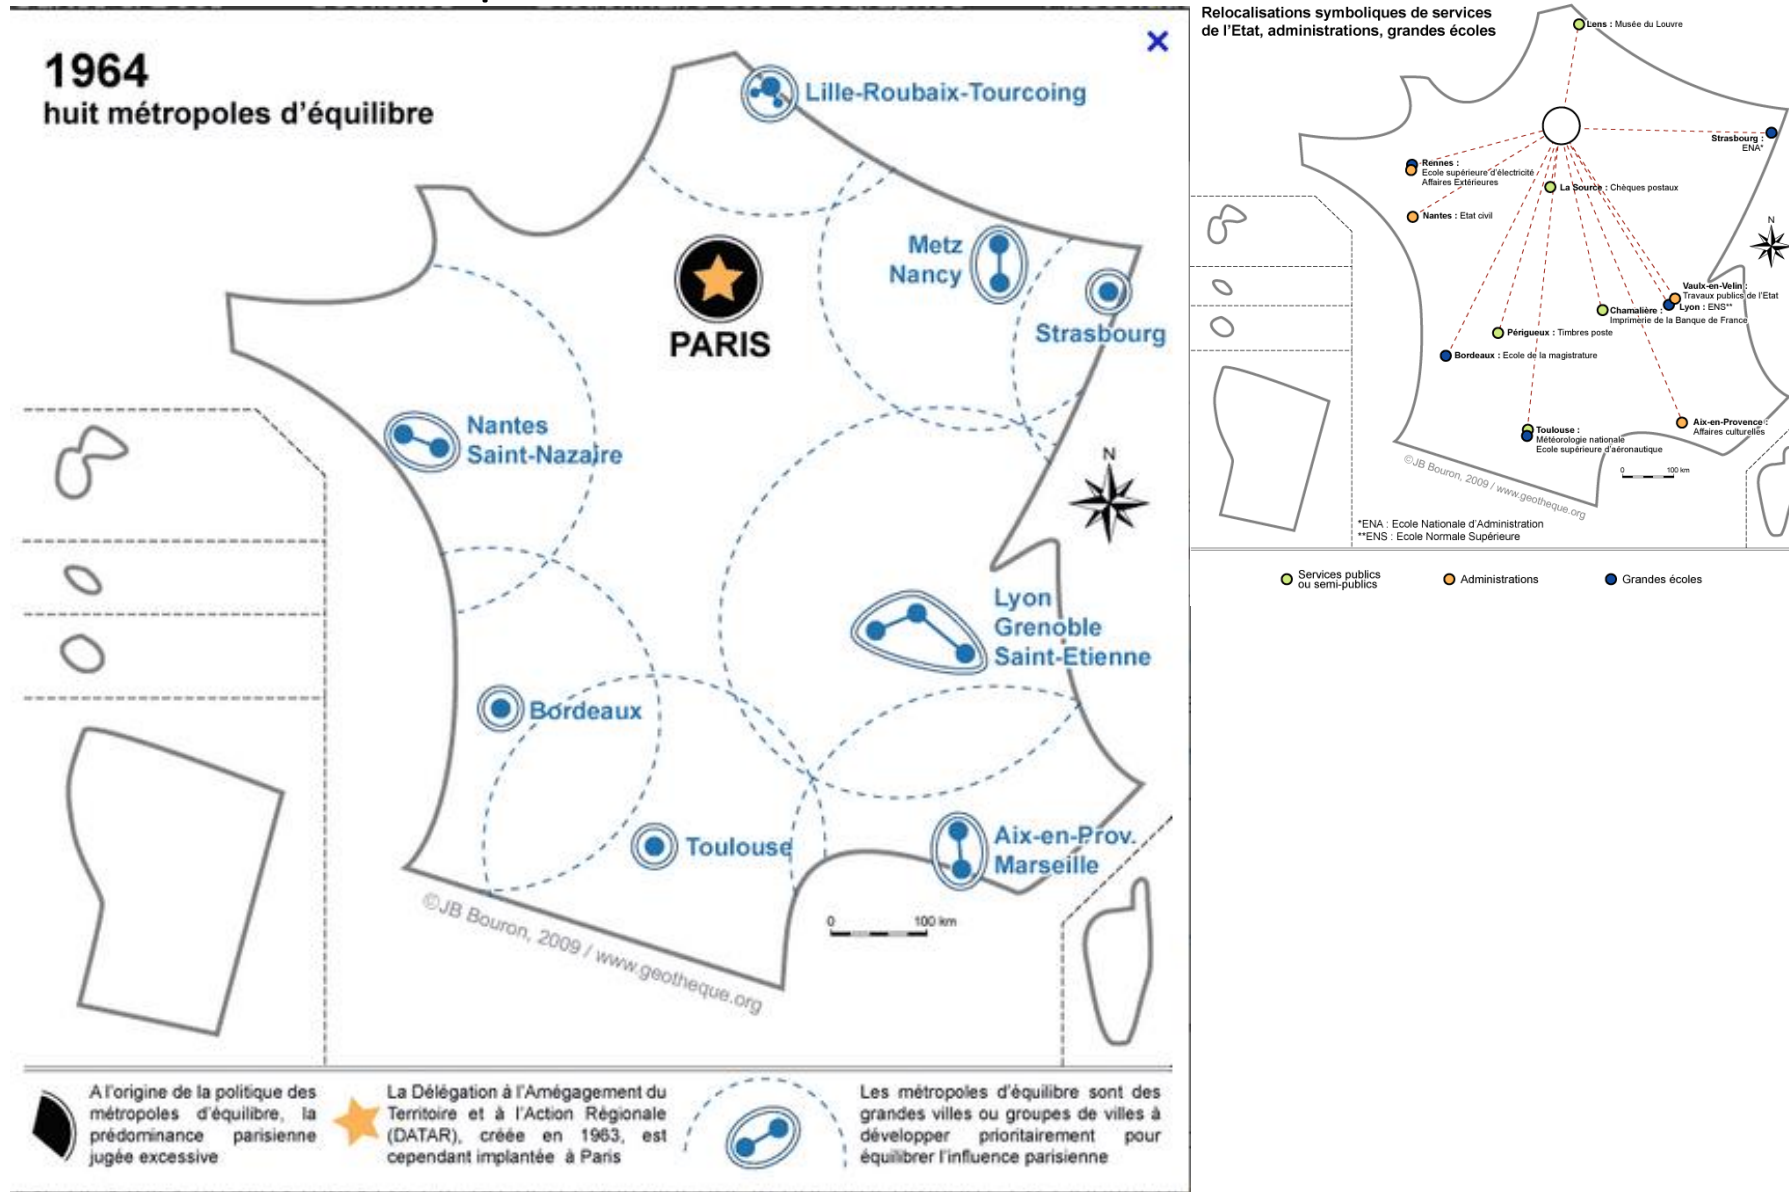 1964
huit métropoles d'équilibre
Lille-Roubaix-Tourcoing
Metz
Nancy
Strasbourg
PARIS
Nantes
Saint-Nazaire
N
Lyon
Grenoble
Saint-Etienne
Bordeaux
Toulouse
Aix-en-Prov.
Marseille
0 100 km
©JB Bouron, 2009 / www.geotheque.org
A l'origine de la politique des
métropoles d'équilibre, la
prédominance parisienne
jugée excessive
La Délégation à l'Amégagement du
Territoire et à l'Action Régionale
(DATAR), créée en 1963, est
cependant implantée à Paris
Les métropoles d'équilibre sont des
grandes villes ou groupes de villes à
développer prioritairement pour
équilibrer l'influence parisienne
Relocalisations symboliques de services
de l'Etat, administrations, grandes écoles
Lens : Musée du Louvre
Strasbourg :
ENA*
Rennes :
Ecole supérieure d'électricité
Affaires Extérieures
La Source : Chèques postaux
Nantes : Etat civil
N
Vaulx-en-Velin :
Travaux publics de l'Etat
Lyon : ENS**
Chamalière :
Imprimerie de la Banque de France
Périgueux : Timbres poste
Bordeaux : Ecole de la magistrature
Aix-en-Provence :
Affaires culturelles
Toulouse :
Météorologie nationale
Ecole supérieure d'aéronautique
0 100 km
©JB Bouron, 2009 / www.geotheque.org
*ENA : Ecole Nationale d'Administration
**ENS : Ecole Normale Supérieure
Services publics
ou semi-publics
Administrations
Grandes écoles